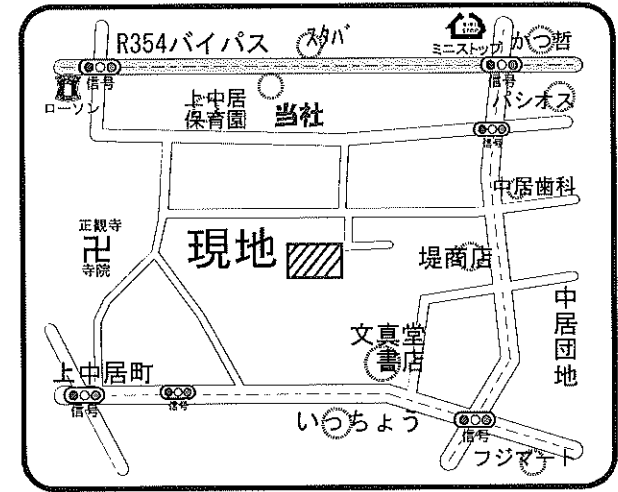 R354バイパス
スタバ
MINI STOP
ミニストップ
かつ哲
信号
信号
ローソン
上中居
保育園
当社
パシオス
信号
中居歯科
正観寺
卍
寺院
現地
堤商店
中居団地
文真堂
書店
上中居町
信号
信号
いっちょう
信号
フジマート